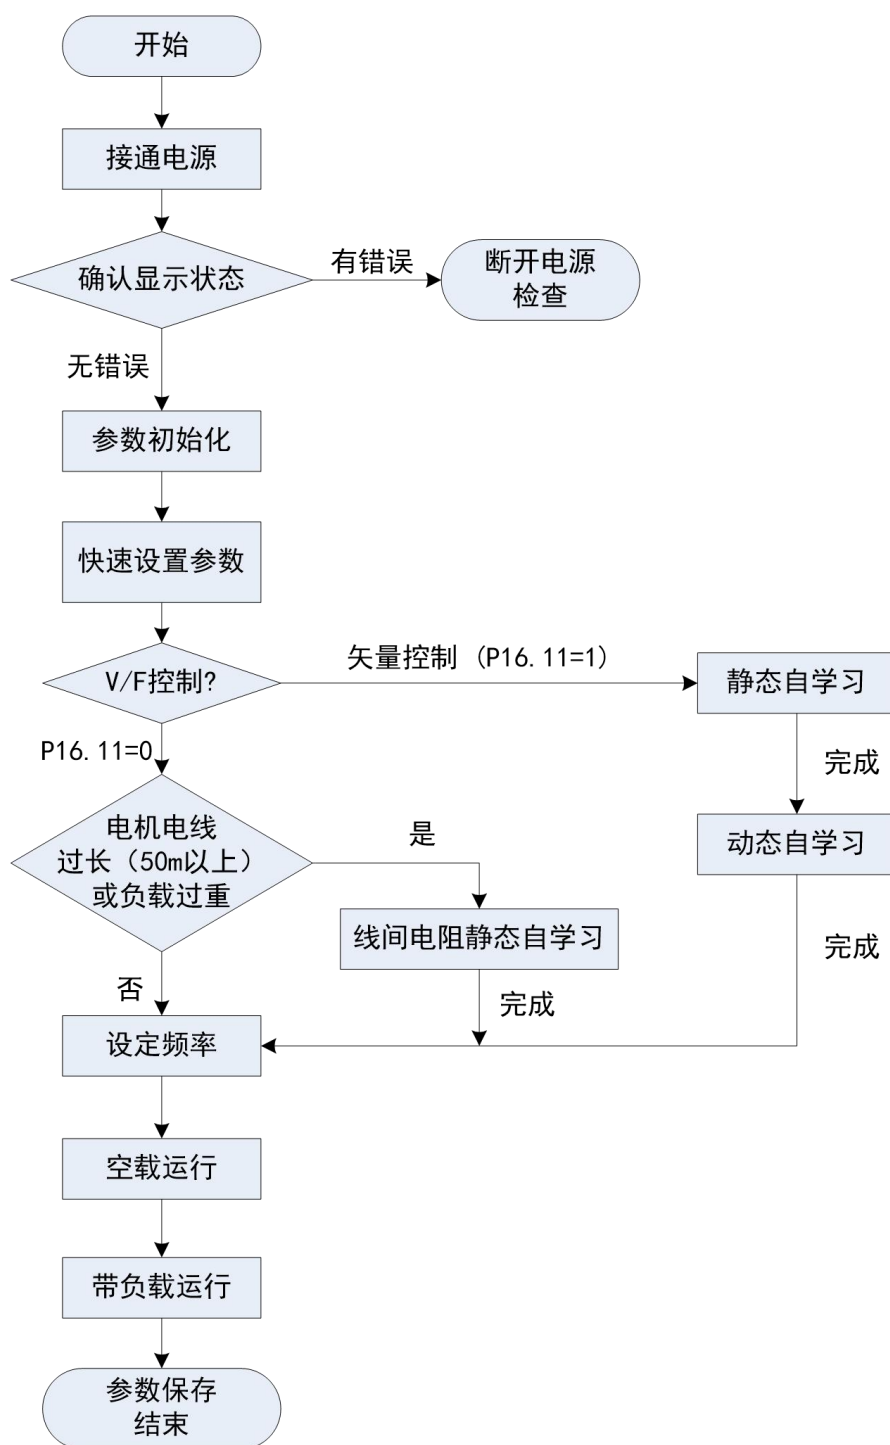 开始
接通电源
确认显示状态
有错误
断开电源
检查
无错误
参数初始化
快速设置参数
V/F控制?
矢量控制 (P16.11=1)
静态自学习
P16.11=0
完成
电机电线
过长（50m以上）
或负载过重
是
动态自学习
线间电阻静态自学习
完成
否
完成
设定频率
空载运行
带负载运行
参数保存
结束